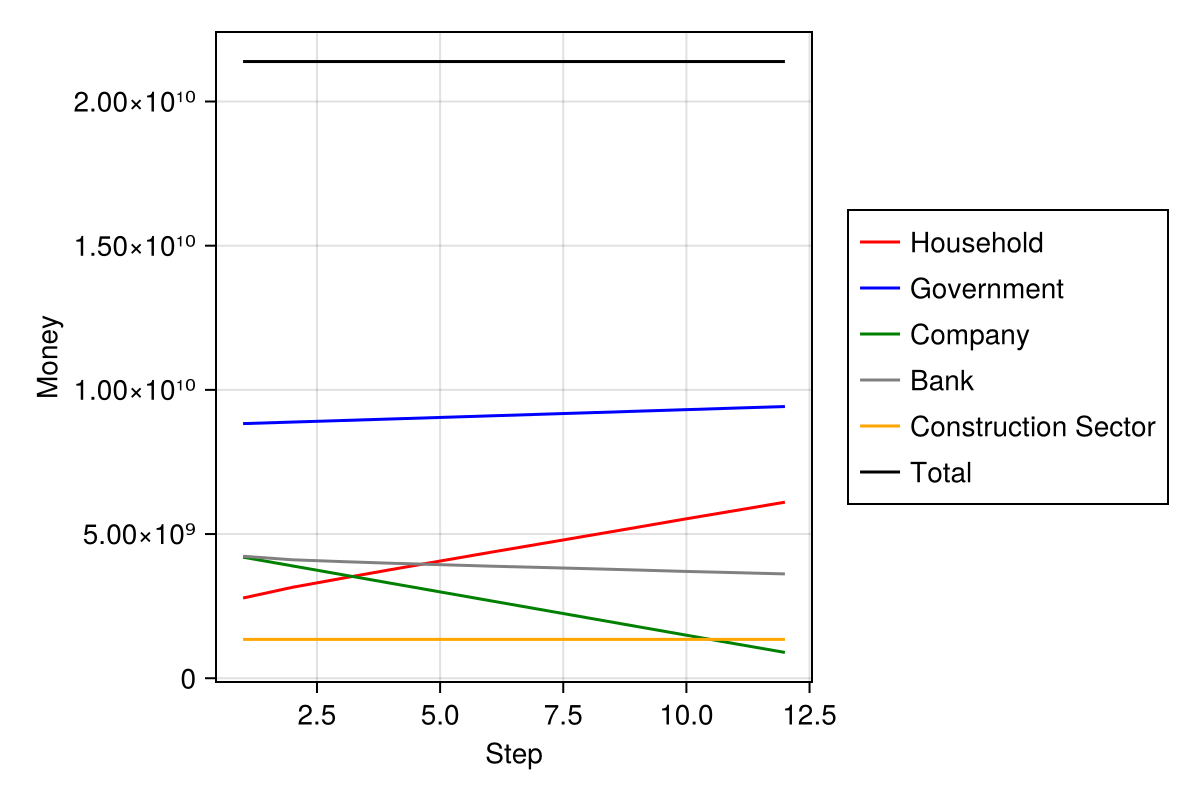 2.00×10¹⁰
1.50×10¹⁰
1.00×10¹⁰
5.00×10⁹
0
Money
2.5 5.0 7.5 10.0 12.5
Step
Household
Government
Company
Bank
Construction Sector
Total